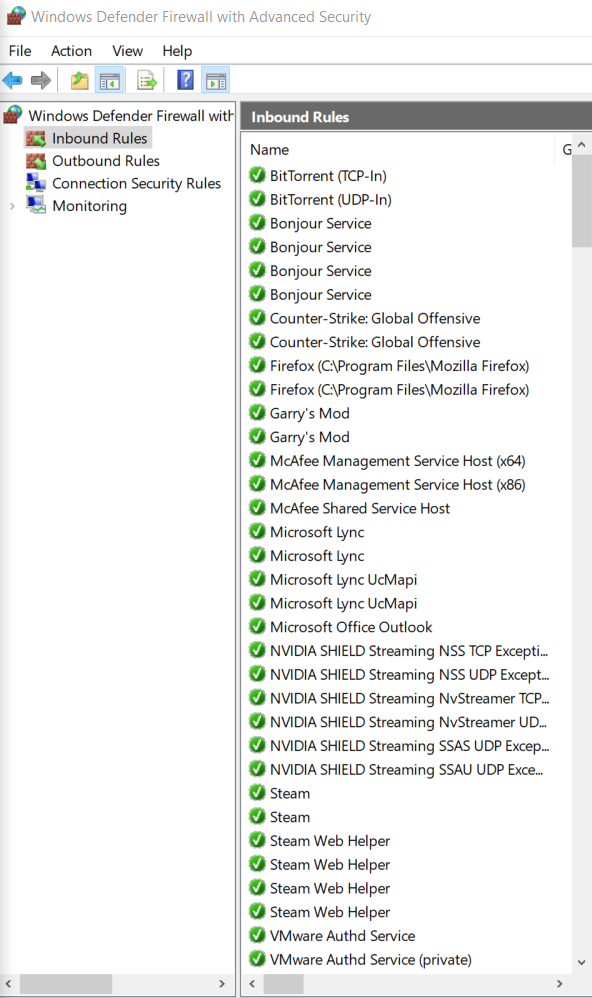 Windows Defender Firewall with Advanced Security
File Action View Help
Windows Defender Firewall with
Inbound Rules
Outbound Rules
Connection Security Rules
Monitoring
Inbound Rules
Name G
BitTorrent (TCP-In)
BitTorrent (UDP-In)
Bonjour Service
Bonjour Service
Bonjour Service
Bonjour Service
Counter-Strike: Global Offensive
Counter-Strike: Global Offensive
Firefox (C:\Program Files\Mozilla Firefox)
Firefox (C:\Program Files\Mozilla Firefox)
Garry's Mod
Garry's Mod
McAfee Management Service Host (x64)
McAfee Management Service Host (x86)
McAfee Shared Service Host
Microsoft Lync
Microsoft Lync
Microsoft Lync UcMapi
Microsoft Lync UcMapi
Microsoft Office Outlook
NVIDIA SHIELD Streaming NSS TCP Excepti...
NVIDIA SHIELD Streaming NSS UDP Except...
NVIDIA SHIELD Streaming NvStreamer TCP...
NVIDIA SHIELD Streaming NvStreamer UD...
NVIDIA SHIELD Streaming SSAS UDP Excep...
NVIDIA SHIELD Streaming SSAU UDP Exce...
Steam
Steam
Steam Web Helper
Steam Web Helper
Steam Web Helper
Steam Web Helper
VMware Authd Service
VMware Authd Service (private)